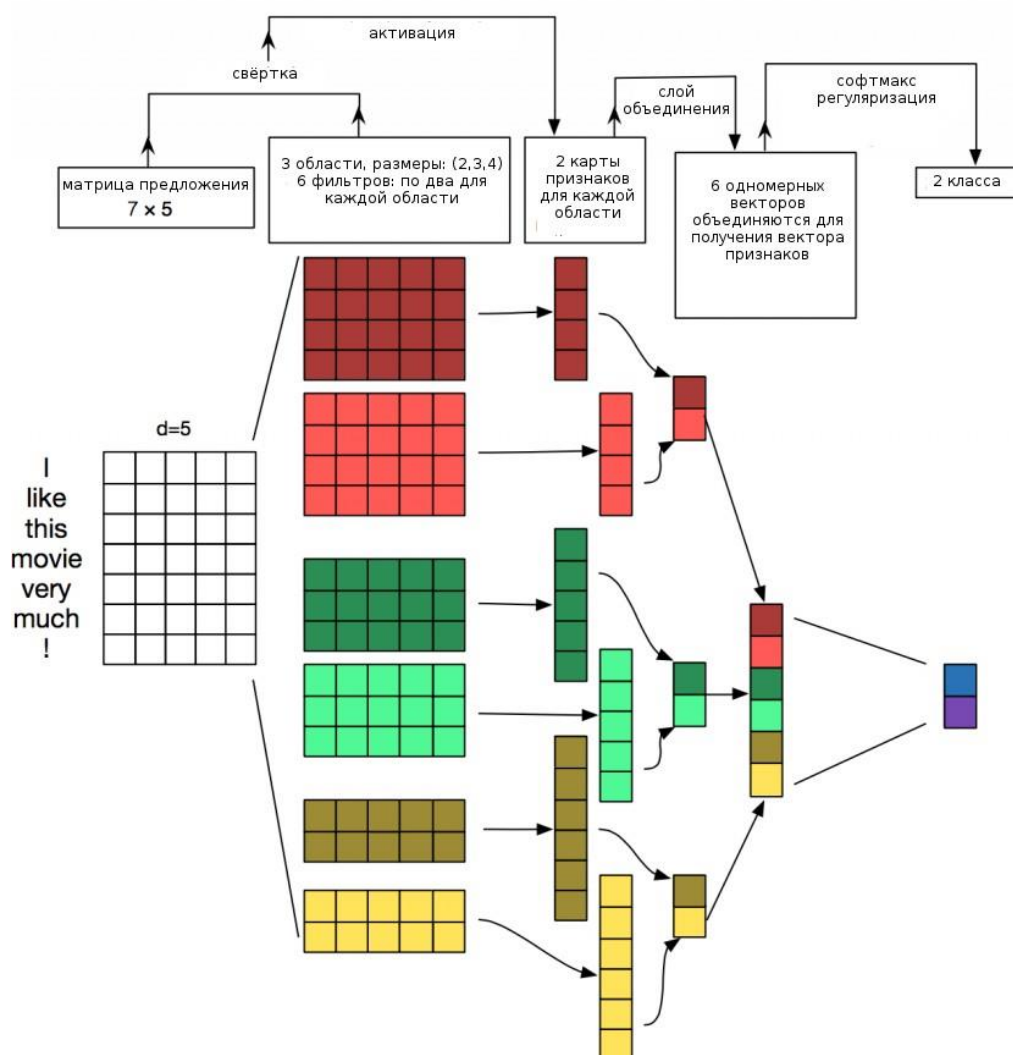 активация
свёртка
слой
объединения
софтмакс
регуляризация
матрица предложения
7 × 5
3 области, размеры: (2,3,4)
6 фильтров: по два для
каждой области
2 карты
признаков
для каждой
области
6 одномерных
векторов
объединяются для
получения вектора
признаков
2 класса
d=5
I
like
this
movie
very
much
!